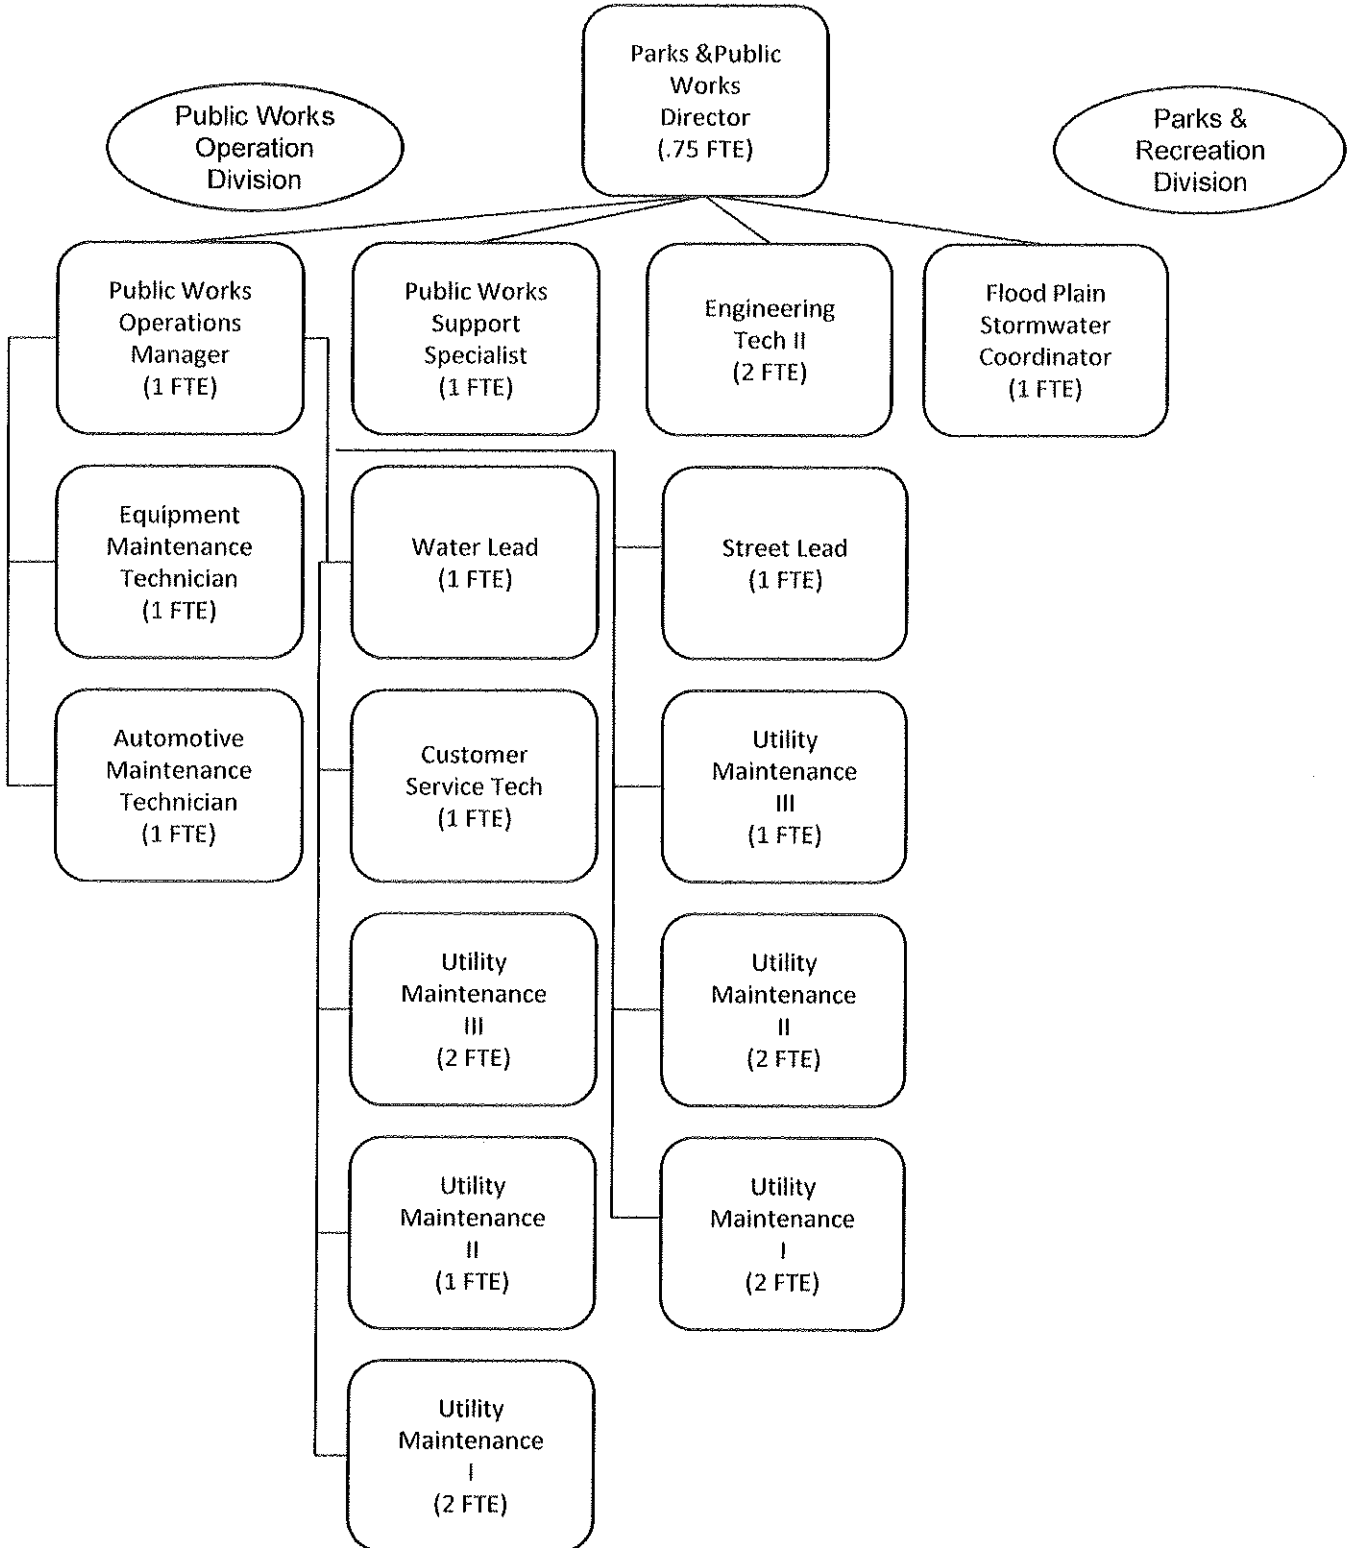 Parks &Public
Works
Director
(.75 FTE)
Public Works
Operation
Division
Parks &
Recreation
Division
Public Works
Operations
Manager
(1 FTE)
Public Works
Support
Specialist
(1 FTE)
Engineering
Tech II
(2 FTE)
Flood Plain
Stormwater
Coordinator
(1 FTE)
Equipment
Maintenance
Technician
(1 FTE)
Water Lead
(1 FTE)
Street Lead
(1 FTE)
Automotive
Maintenance
Technician
(1 FTE)
Customer
Service Tech
(1 FTE)
Utility
Maintenance
III
(1 FTE)
Utility
Maintenance
III
(2 FTE)
Utility
Maintenance
II
(2 FTE)
Utility
Maintenance
II
(1 FTE)
Utility
Maintenance
I
(2 FTE)
Utility
Maintenance
I
(2 FTE)